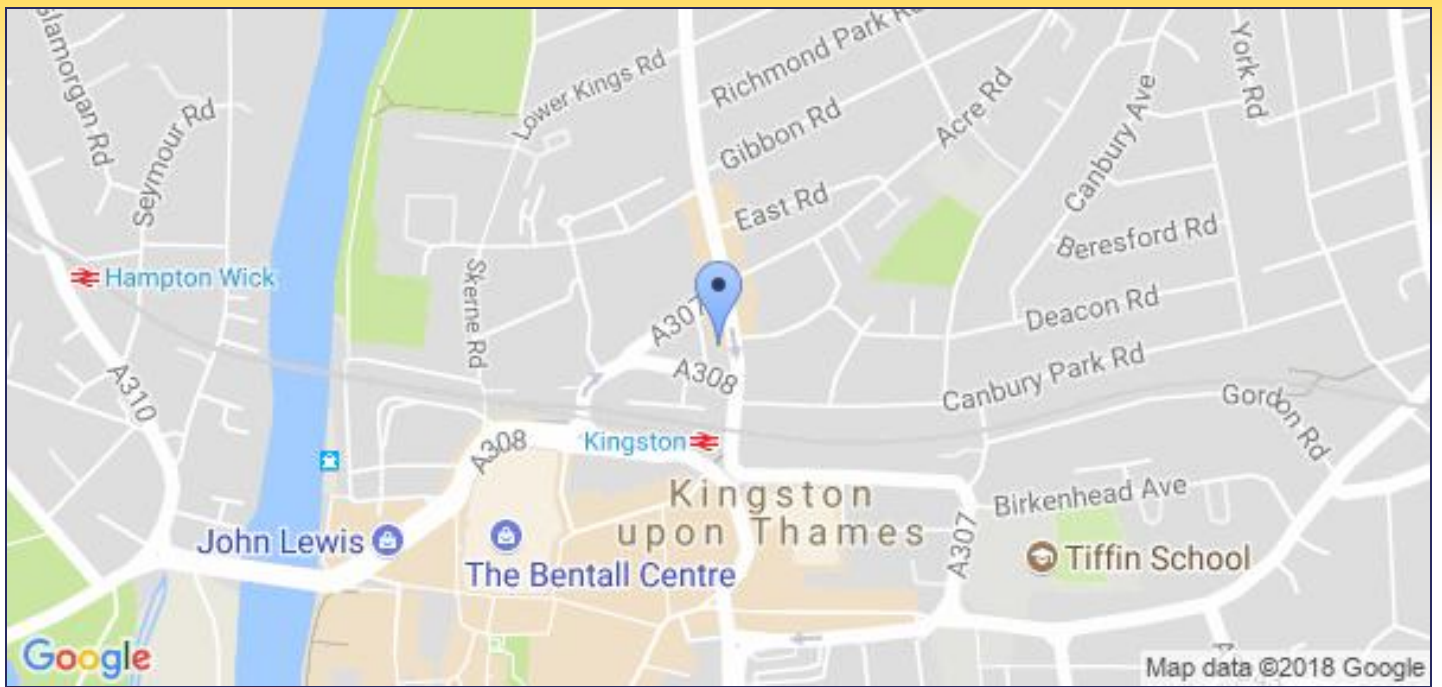 Glamorgan Rd
Seymour Rd
Lower Kings Rd
Richmond Park Rd
Gibbon Rd
Acre Rd
East Rd
Canbury Ave
York Rd
Beresford Rd
Hampton Wick
Skerne Rd
A307
Deacon Rd
A308
A310
Canbury Park Rd
Gordon Rd
A308
Kingston
Kingston
upon Thames
Birkenhead Ave
John Lewis
The Bentall Centre
A307
Tiffin School
Google
Map data ©2018 Google